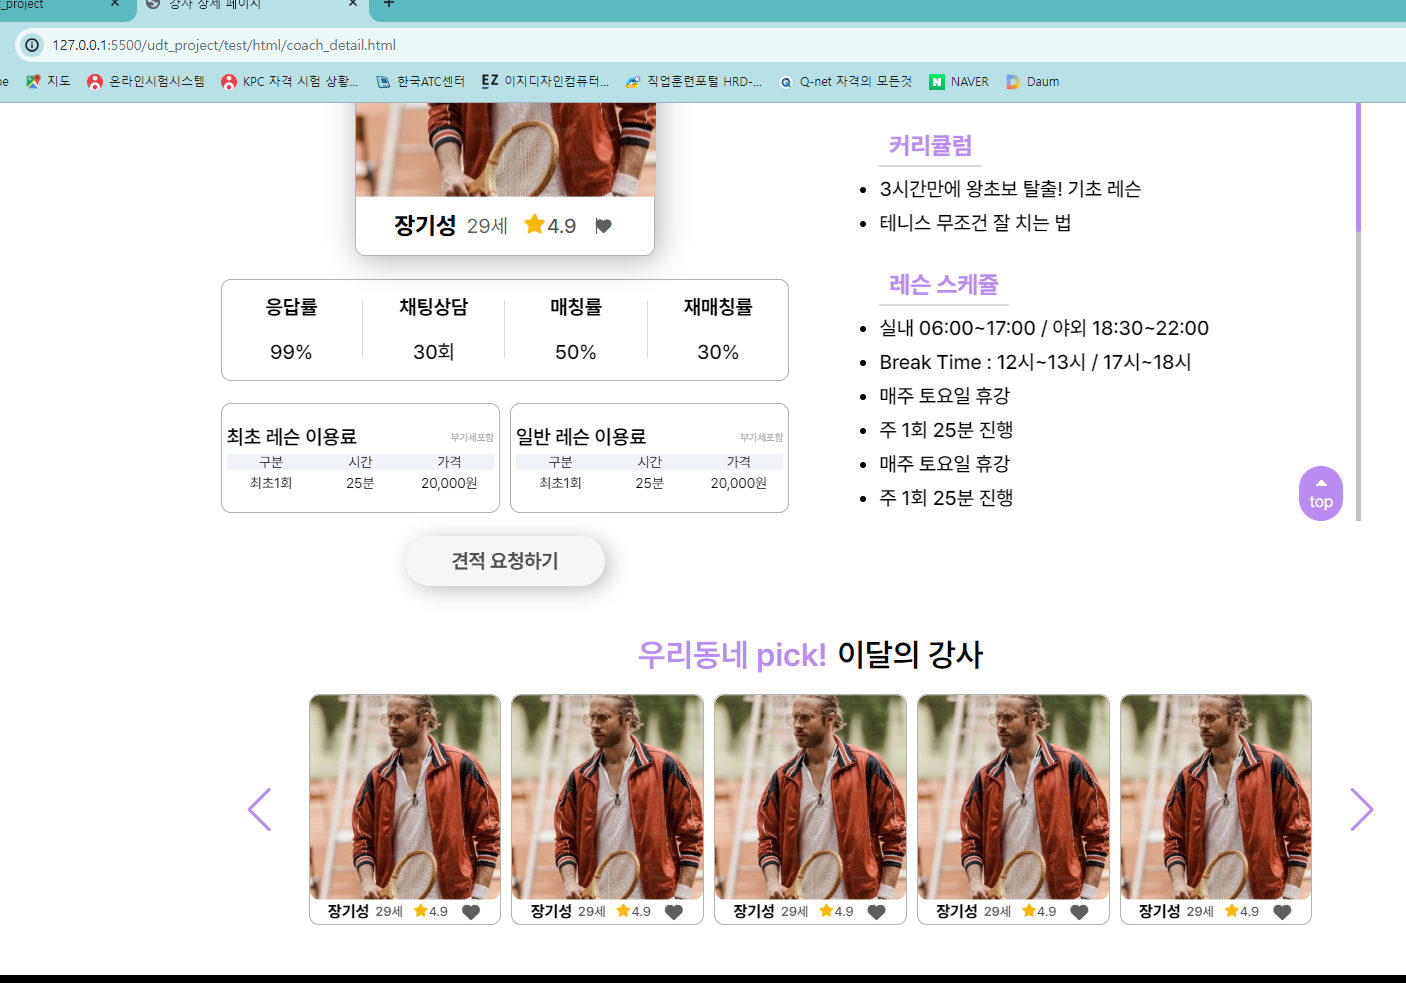 _project
강사 상세 페이지
127.0.0.1:5500/udt_project/test/html/coach_detail.html
지도
온라인시험시스템
KPC 자격 시험 상황...
한국ATC센터
EZ 이지디자인컴퓨터...
직업훈련포털 HRD-...
Q-net 자격의 모든것
NAVER
Daum
장기성 29세 4.9
응답률 채팅상담 매칭률 재매칭률
99% 30회 50% 30%
최초 레슨 이용료 부가세포함
구분 시간 가격
최초1회 25분 20,000원
일반 레슨 이용료 부가세포함
구분 시간 가격
최초1회 25분 20,000원
견적 요청하기
커리큘럼
3시간만에 왕초보 탈출! 기초 레슨
테니스 무조건 잘 치는 법
레슨 스케쥴
실내 06:00~17:00 / 야외 18:30~22:00
Break Time : 12시~13시 / 17시~18시
매주 토요일 휴강
주 1회 25분 진행
매주 토요일 휴강
주 1회 25분 진행
top
우리동네 pick! 이달의 강사
장기성 29세 4.9
장기성 29세 4.9
장기성 29세 4.9
장기성 29세 4.9
장기성 29세 4.9